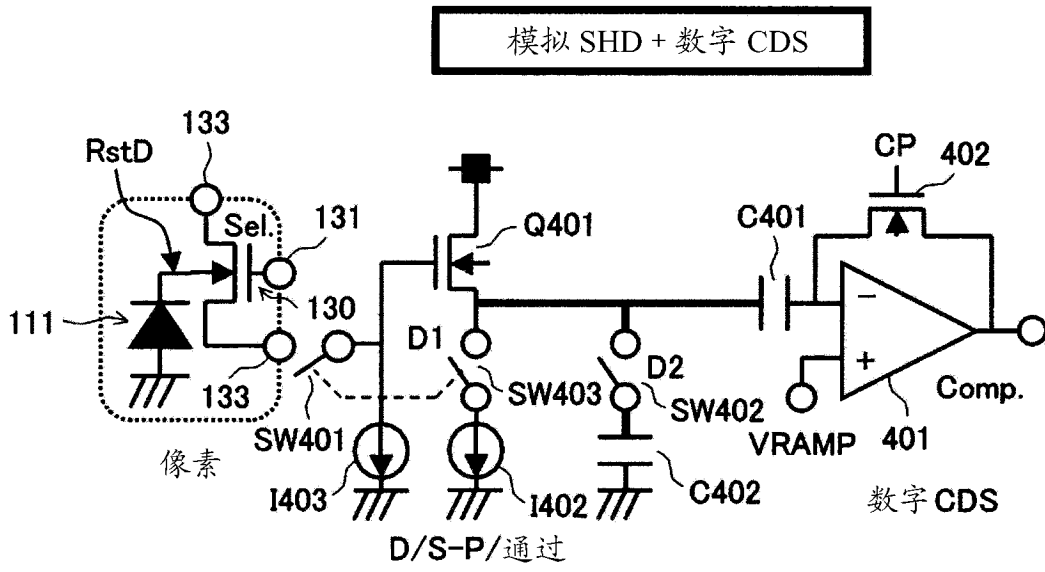 模拟 SHD + 数字 CDS
133
RstD
Sel.
131
111
130
133
像素
SW401
I403
Q401
D1
SW403
I402
D2
SW402
C402
D/S-P/通过
CP
402
C401
−
+
VRAMP
401
Comp.
数字 CDS